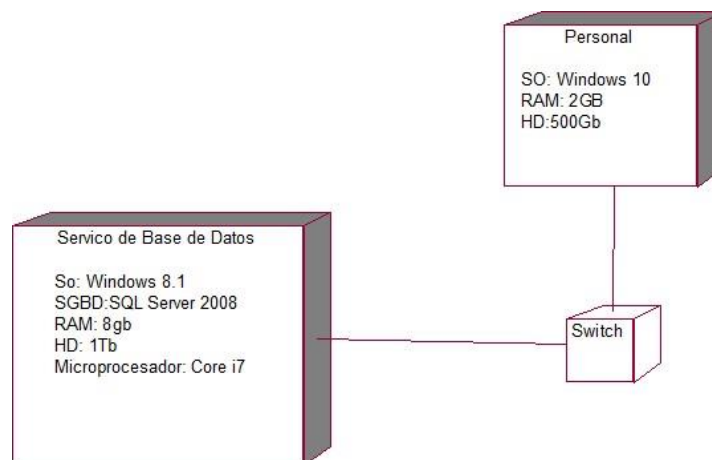 Personal
SO: Windows 10
RAM: 2GB
HD:500Gb
Servico de Base de Datos
So: Windows 8.1
SGBD:SQL Server 2008
RAM: 8gb
HD: 1Tb
Microprocesador: Core i7
Switch